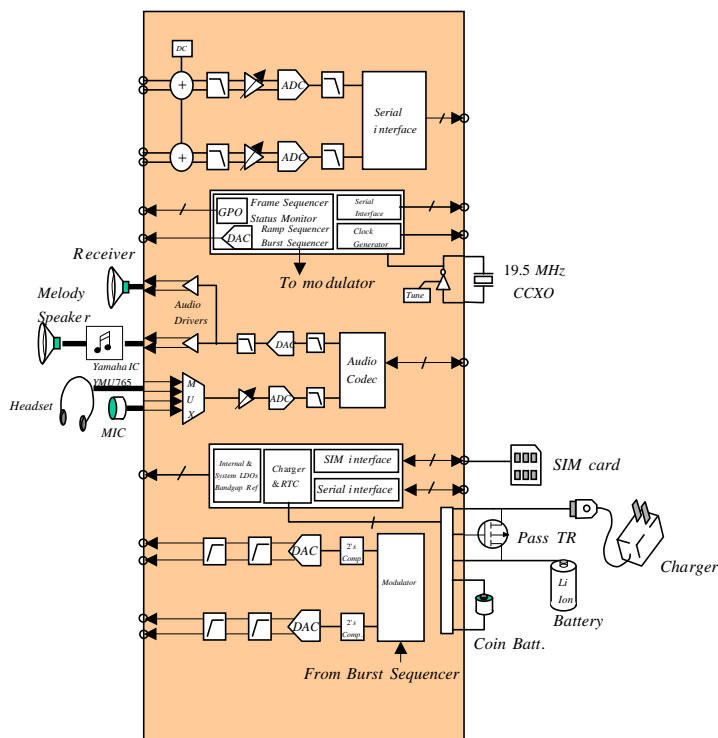 DC
+
ADC
Serial
interface
+
ADC
GPO
Frame Sequencer
Status Monitor
Ramp Sequencer
Burst Sequencer
DAC
Serial
Interface
Clock
Generator
To modulator
Tune
19.5 MHz
CCXO
Receiver
Melody
Speaker
Audio
Drivers
Yamaha IC
YMU765
DAC
Audio
Codec
Headset
MIC
M
U
X
ADC
Internal &
System LDOs
Bandgap Ref
Charger
& RTC
SIM interface
Serial interface
SIM card
Pass TR
Charger
Li
Ion
Battery
Coin Batt.
DAC
2's
Comp.
Modulator
DAC
2's
Comp
From Burst Sequencer